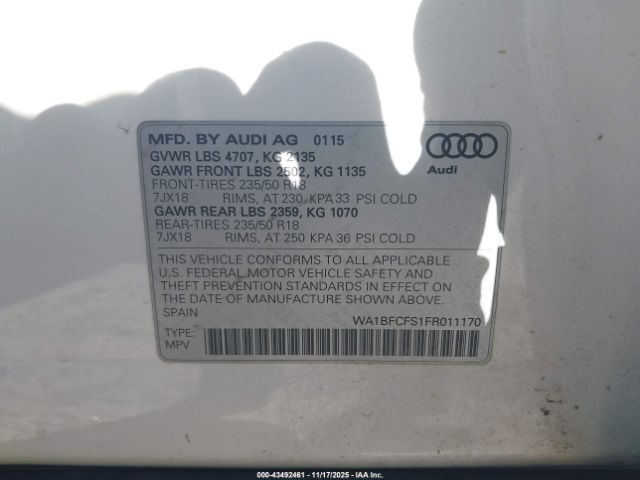 MFD. BY AUDI AG 0115
GVWR LBS 4707, KG 2135
GAWR FRONT LBS 2502, KG 1135
FRONT-TIRES 235/50 R18
7JX18 RIMS, AT 230 KPA 33 PSI COLD
GAWR REAR LBS 2359, KG 1070
REAR-TIRES 235/50 R18
7JX18 RIMS, AT 250 KPA 36 PSI COLD
Audi
THIS VEHICLE CONFORMS TO ALL APPLICABLE
U.S. FEDERAL MOTOR VEHICLE SAFETY AND
THEFT PREVENTION STANDARDS IN EFFECT ON
THE DATE OF MANUFACTURE SHOWN ABOVE.
SPAIN WA1BFCFS1FR011170
TYPE:
MPV
000-43492461 - 11/17/2025 - IAA Inc.